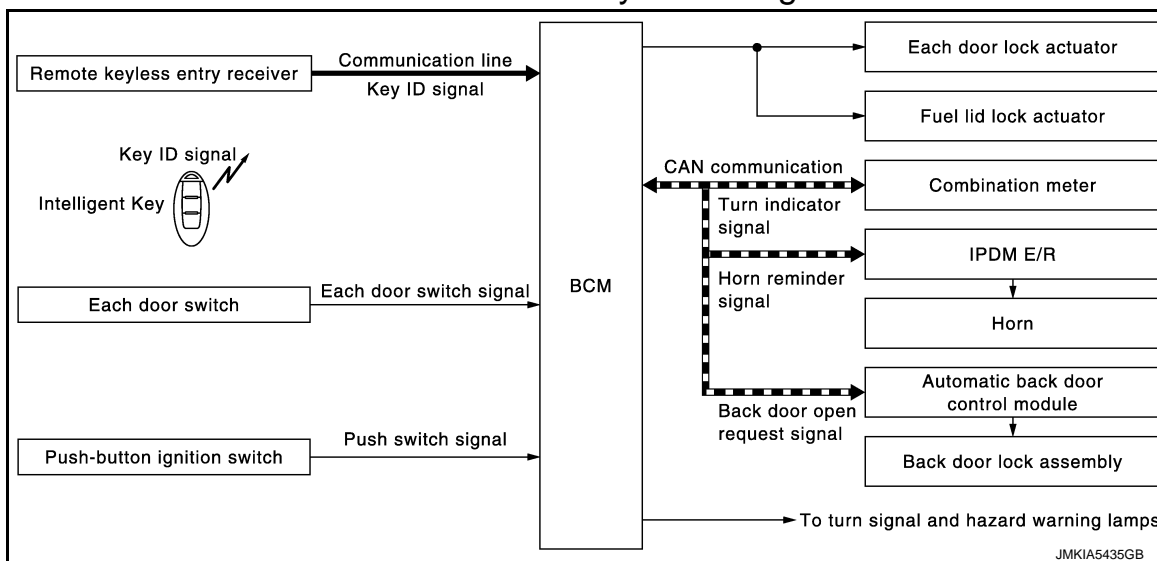 Remote keyless entry receiver
Communication line
Key ID signal
Key ID signal
Intelligent Key
Each door switch
Each door switch signal
Push-button ignition switch
Push switch signal
BCM
Each door lock actuator
Fuel lid lock actuator
CAN communication
Combination meter
Turn indicator
signal
IPDM E/R
Horn reminder
signal
Horn
Automatic back door
control module
Back door open
request signal
Back door lock assembly
To turn signal and hazard warning lamps
JMKIA5435GB